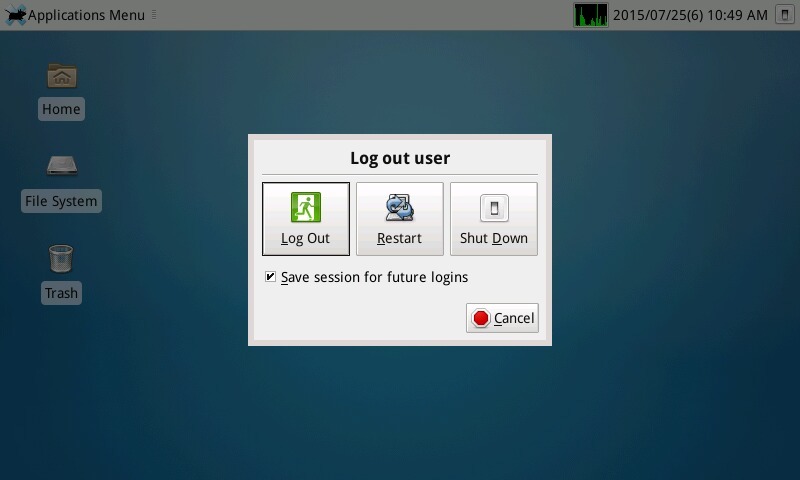 Applications Menu
2015/07/25(6) 10:49 AM
Home
File System
Trash
Log out user
Log Out
Restart
Shut Down
Save session for future logins
Cancel